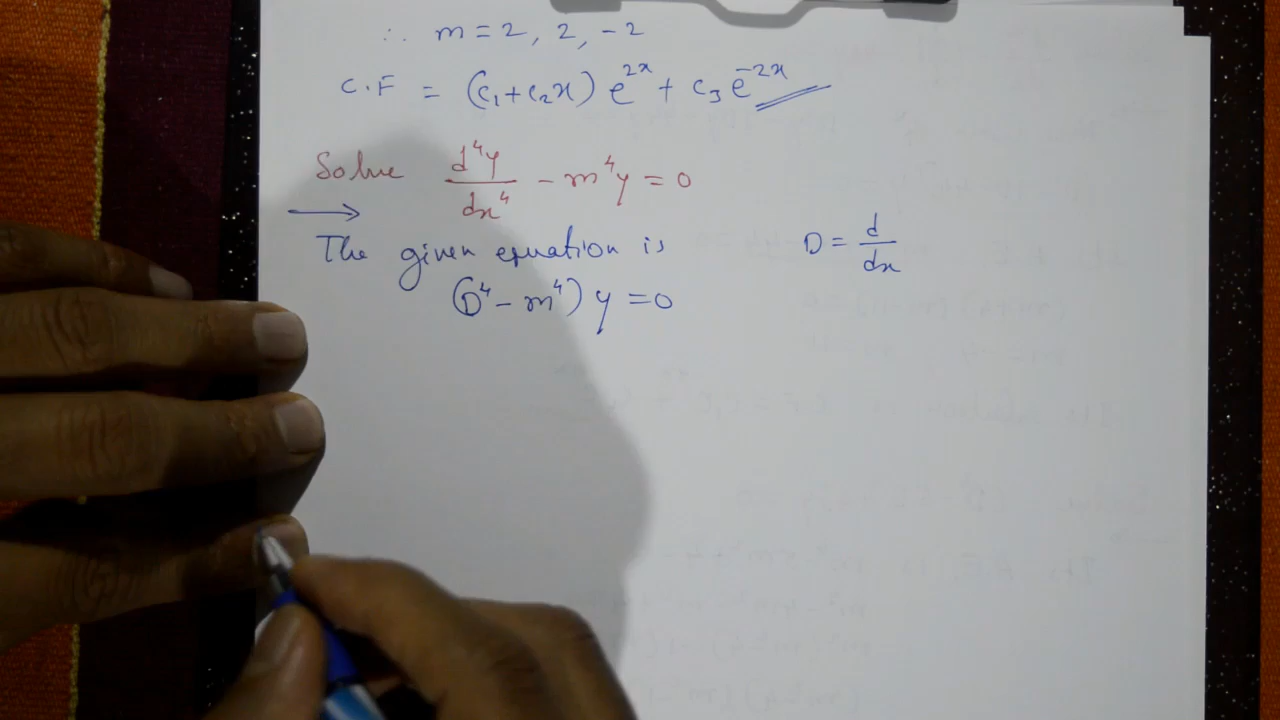 ∴ m = 2, 2, -2
C.F = (c₁+c₂x) e²ˣ + c₃ e⁻²ˣ
Solve d⁴y/dx⁴ - m⁴y = 0
The given equation is D = d/dx
(D⁴ - m⁴) y = 0